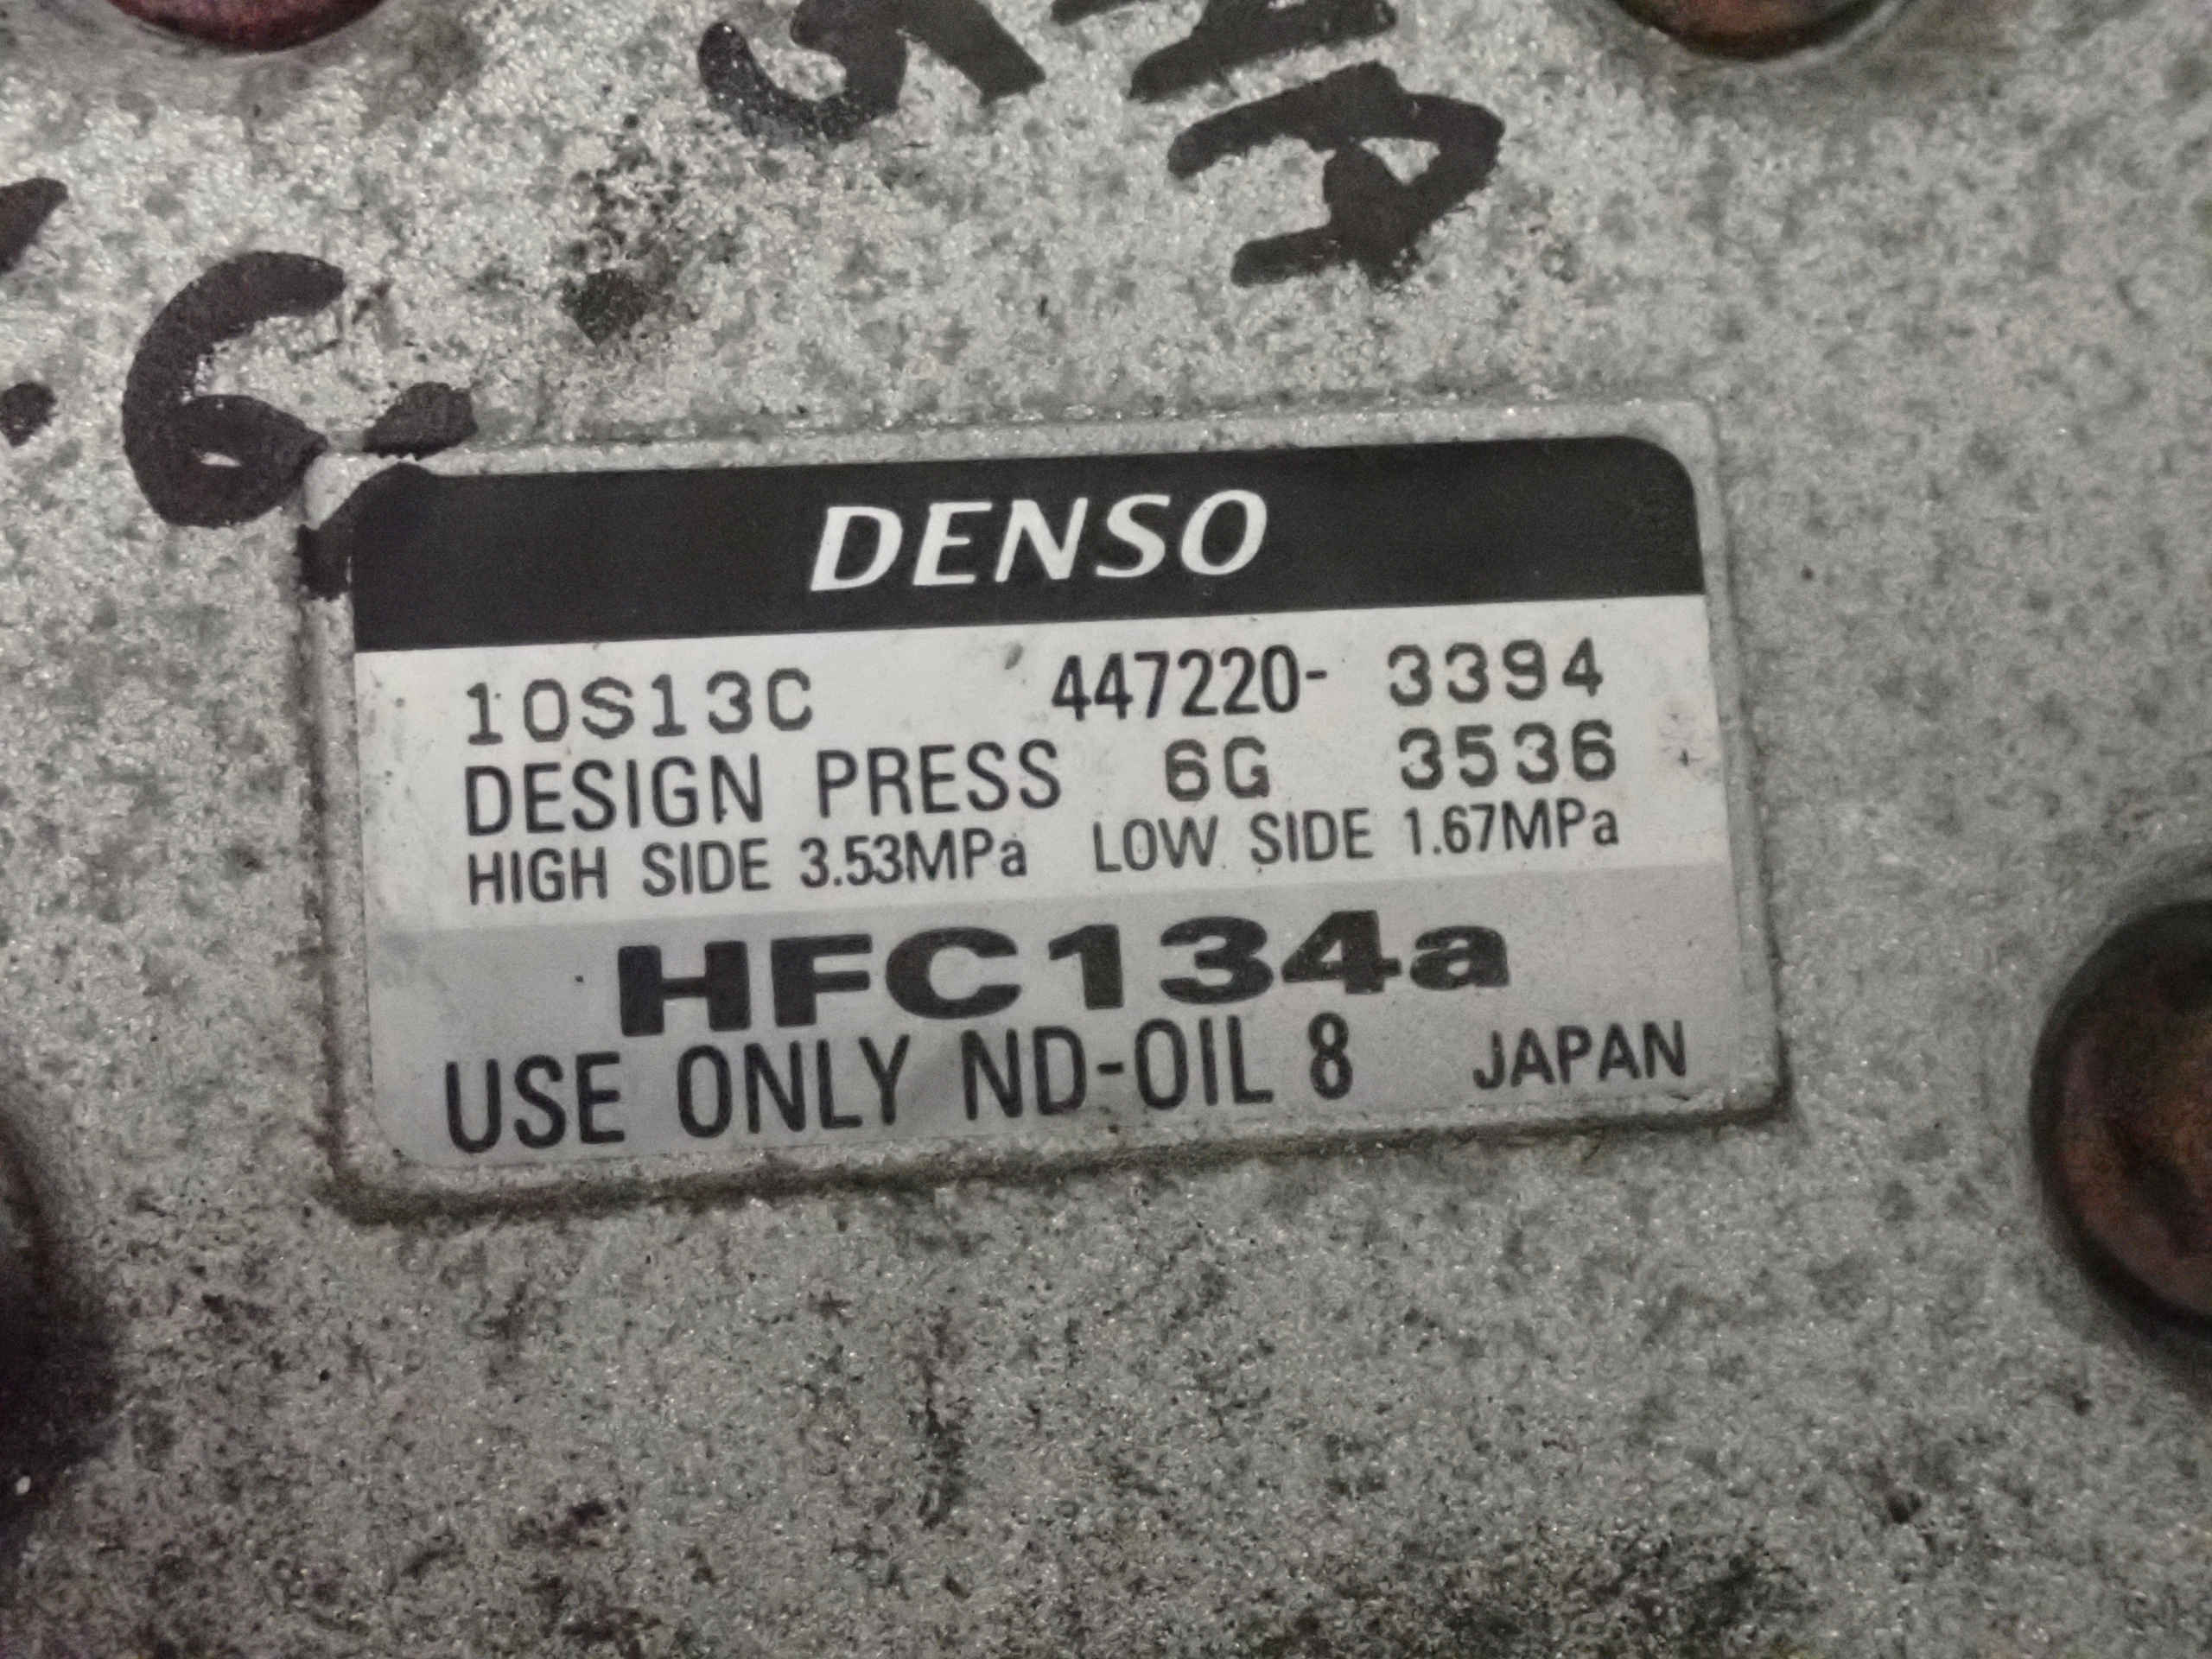 DENSO
10S13C 447220- 3394
DESIGN PRESS 6G 3536
HIGH SIDE 3.53MPa LOW SIDE 1.67MPa
HFC134a
USE ONLY ND-OIL 8 JAPAN